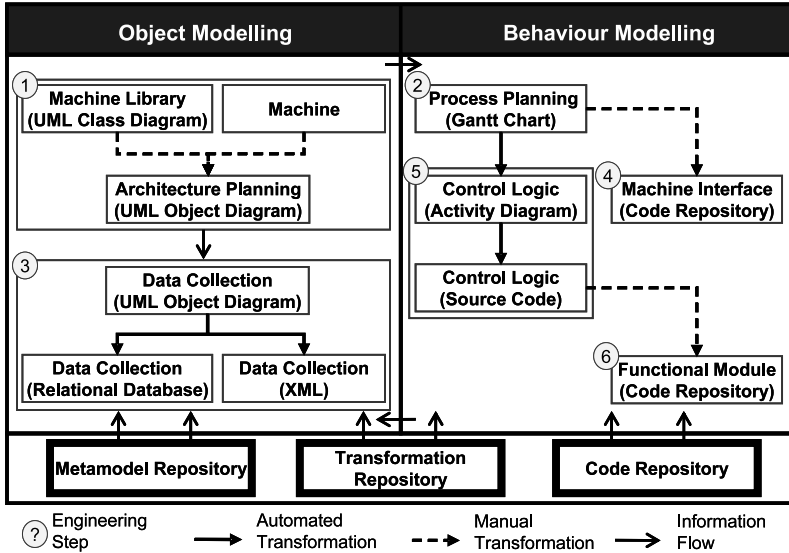 Object Modelling
Behaviour Modelling
1
Machine Library
(UML Class Diagram)
Machine
Architecture Planning
(UML Object Diagram)
2
Process Planning
(Gantt Chart)
5
Control Logic
(Activity Diagram)
4
Machine Interface
(Code Repository)
3
Data Collection
(UML Object Diagram)
Control Logic
(Source Code)
Data Collection
(Relational Database)
Data Collection
(XML)
6
Functional Module
(Code Repository)
Metamodel Repository
Transformation
Repository
Code Repository
?
Engineering
Step
Automated
Transformation
Manual
Transformation
Information
Flow